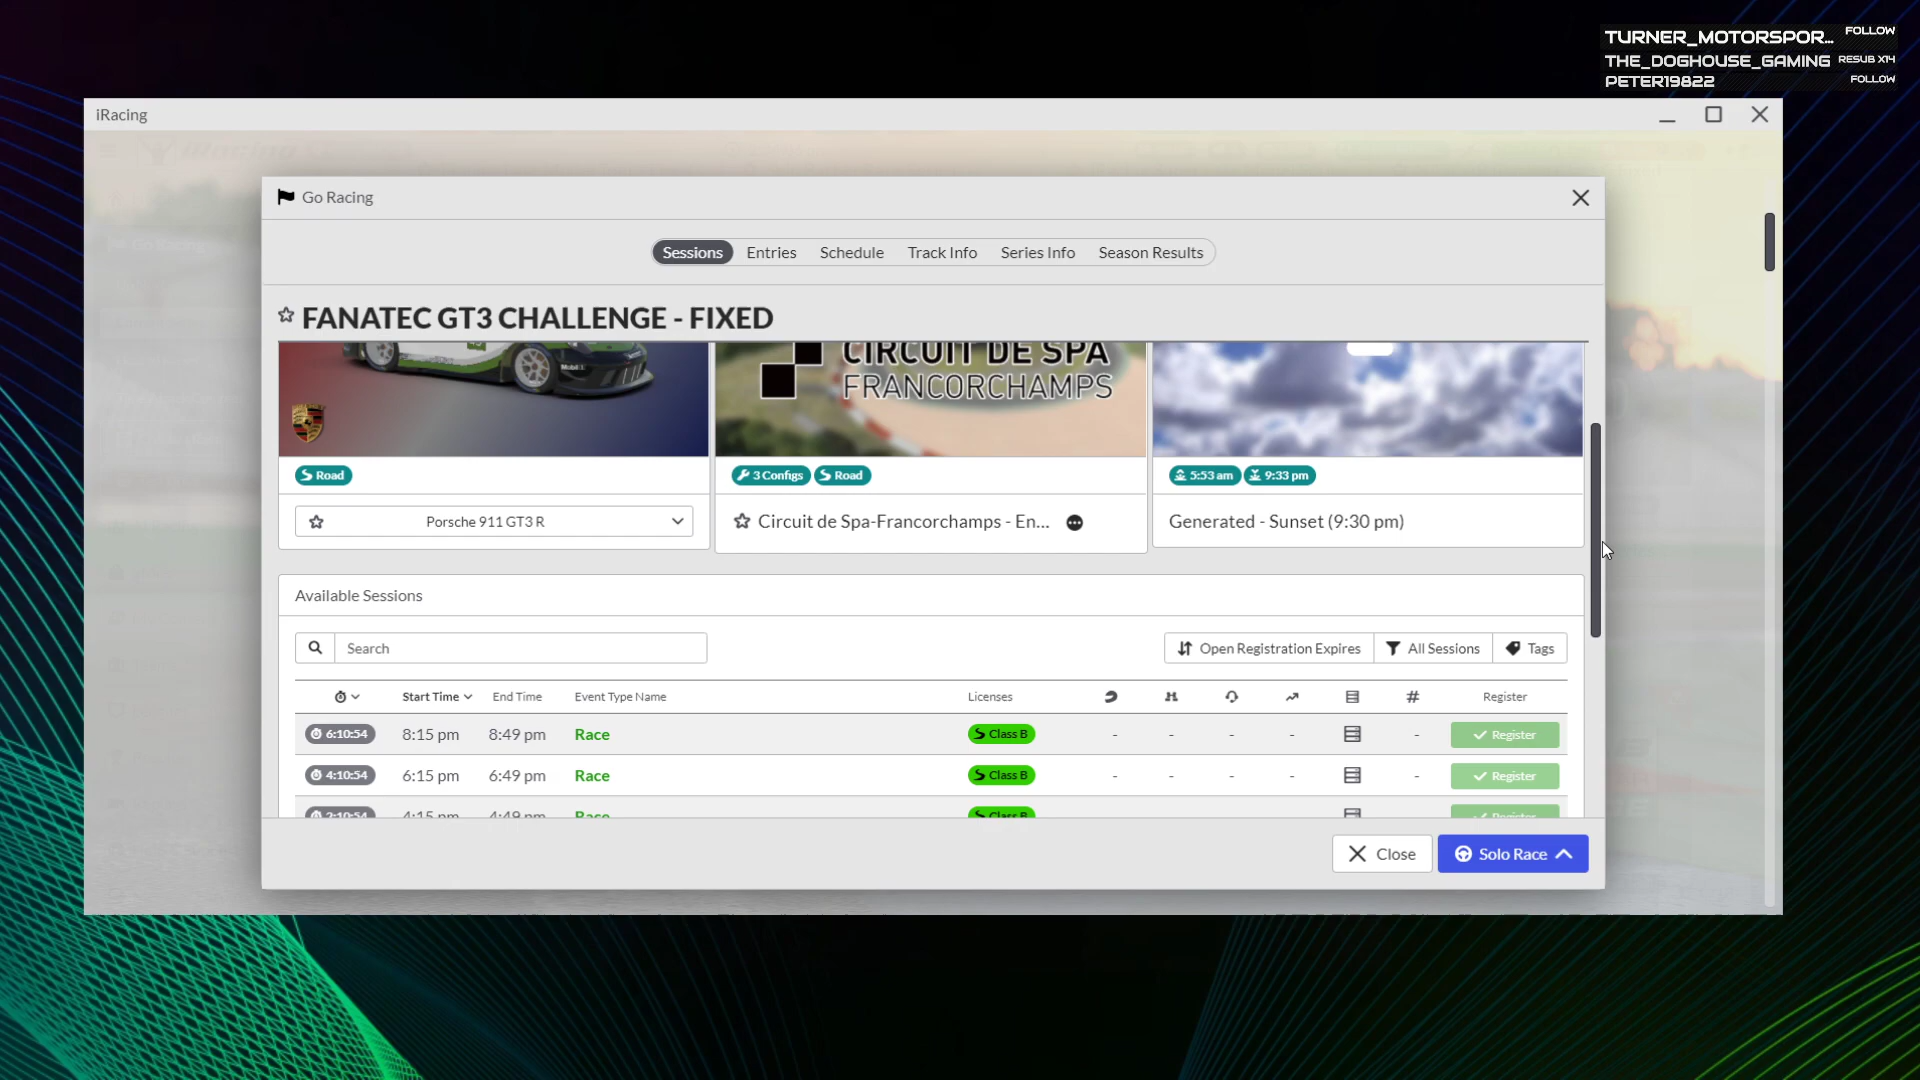 TURNER_MOTORSPOR... FOLLOW
THE_DOGHOUSE_GAMING RESUB X14
PETER19822 FOLLOW
iRacing
Go Racing
Sessions Entries Schedule Track Info Series Info Season Results
FANATEC GT3 CHALLENGE - FIXED
CIRCUIT DE SPA
FRANCORCHAMPS
Mobil
Road
3 Configs Road
5:53 am 9:33 pm
Porsche 911 GT3 R
Circuit de Spa-Francorchamps - En...
Generated - Sunset (9:30 pm)
Available Sessions
Search
Open Registration Expires All Sessions Tags
Start Time End Time Event Type Name Licenses # Register
6:10:54 8:15 pm 8:49 pm Race Class B - - - - - Register
4:10:54 6:15 pm 6:49 pm Race Class B - - - - - Register
2:10:54 4:15 pm 4:49 pm Race Class B Register
Close Solo Race